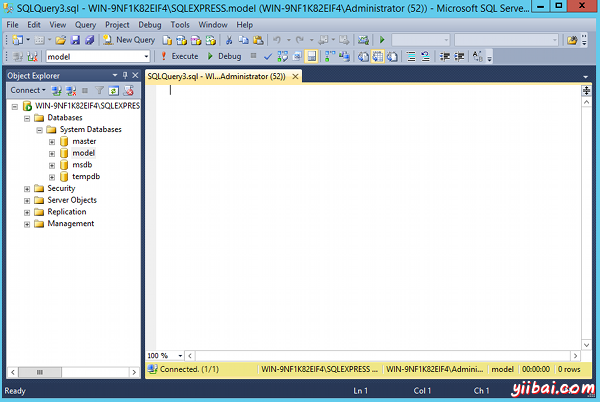 SQLQuery3.sql - WIN-9NF1K82EIF4\SQLEXPRESS.model (WIN-9NF1K82EIF4\Administrator (52)) - Microsoft SQL Serve...
File Edit View Query Project Debug Tools Window Help
New Query
model Execute Debug
Object Explorer
SQLQuery3.sql - WI...Administrator (52))
Connect
WIN-9NF1K82EIF4\SQLEXPRES
Databases
System Databases
master
model
msdb
tempdb
Security
Server Objects
Replication
Management
100 %
Connected. (1/1) WIN-9NF1K82EIF4\SQLEXPRESS ... WIN-9NF1K82EIF4\Admini... model 00:00:00 0 rows
Ready Ln 1 Col 1 Ch 1
yiibai.com